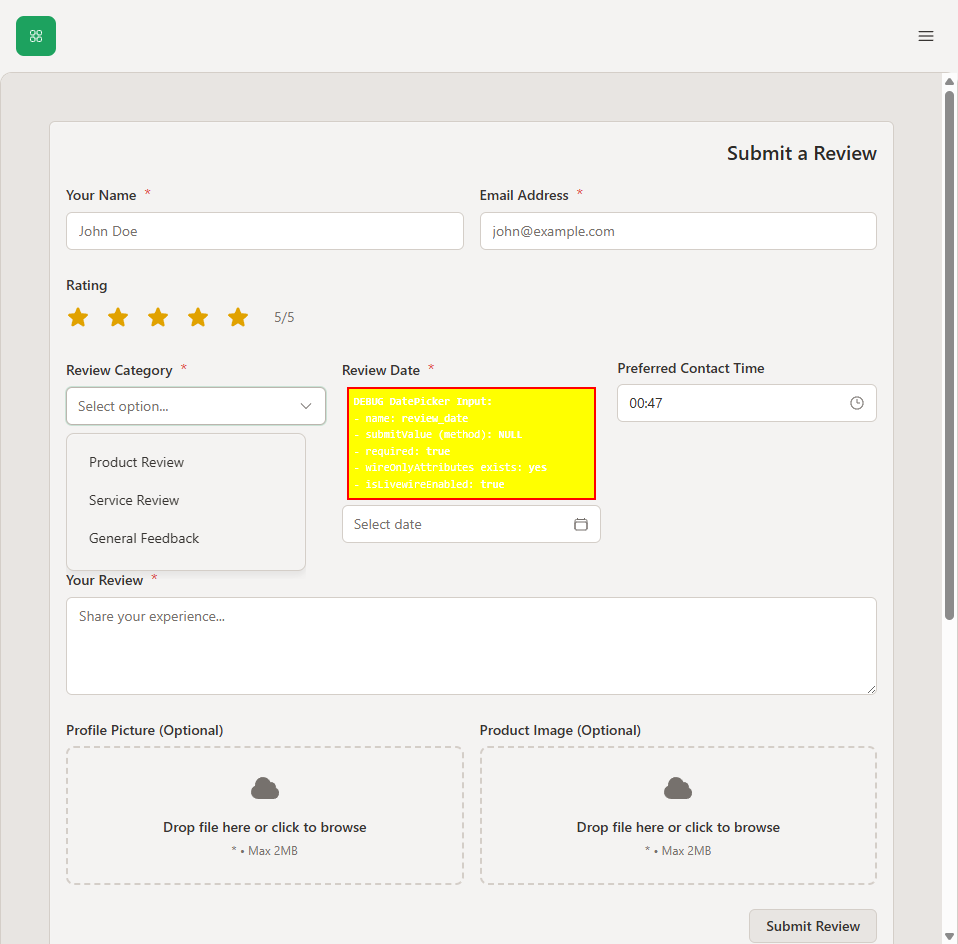 Submit a Review
Your Name *
Email Address *
John Doe
john@example.com
Rating
5/5
Review Category *
Review Date *
Preferred Contact Time
Select option...
DEBUG DatePicker Input:
- name: review_date
- submitValue (method): NULL
- required: true
- wireOnlyAttributes exists: yes
- isLivewireEnabled: true
00:47
Product Review
Service Review
General Feedback
Select date
Your Review *
Share your experience...
Profile Picture (Optional)
Product Image (Optional)
Drop file here or click to browse
* • Max 2MB
Drop file here or click to browse
* • Max 2MB
Submit Review